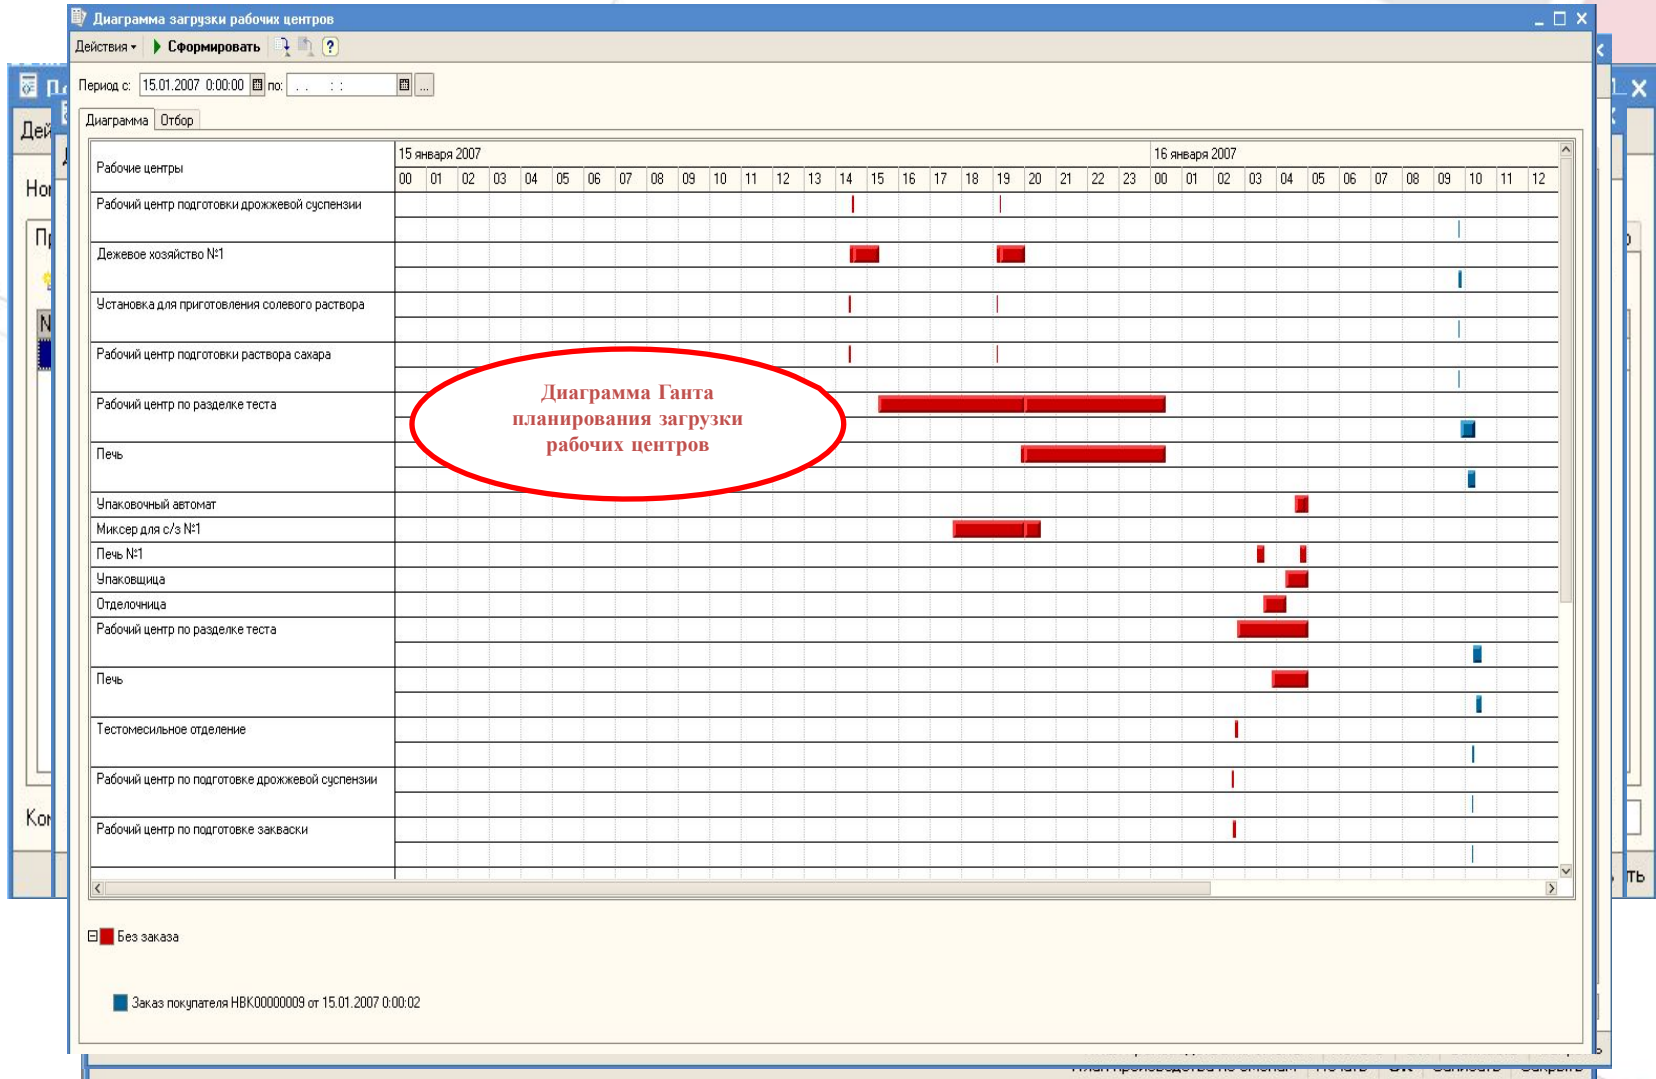 Диаграмма загрузки рабочих центров
Действия Сформировать ?
Период с: 15.01.2007 0:00:00 по: . . : : ...
Диаграмма Отбор
Рабочие центры
15 января 2007 16 января 2007
00 01 02 03 04 05 06 07 08 09 10 11 12 13 14 15 16 17 18 19 20 21 22 23 00 01 02 03 04 05 06 07 08 09 10 11 12
Рабочий центр подготовки дрожжевой суспензии
Дежевое хозяйство №1
Установка для приготовления солевого раствора
Рабочий центр подготовки раствора сахара
Диаграмма Ганта
планирования загрузки
рабочих центров
Рабочий центр по разделке теста
Печь
Упаковочный автомат
Миксер для с/з №1
Печь №1
Упаковщица
Отделочница
Рабочий центр по разделке теста
Печь
Тестомесильное отделение
Рабочий центр по подготовке дрожжевой суспензии
Рабочий центр по подготовке закваски
Без заказа
Заказ покупателя НВК00000009 от 15.01.2007 0:00:02